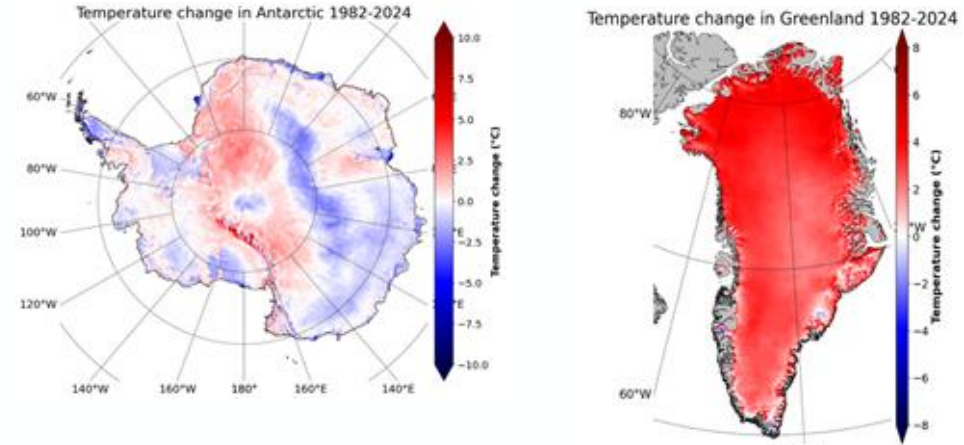 Temperature change in Antarctic 1982-2024
60°W
80°W
100°W
120°W
140°W
160°W
180°
160°E
140°E
E
E
10.0
7.5
5.0
2.5
0.0
−2.5
−5.0
−7.5
−10.0
Temperature change (°C)
Temperature change in Greenland 1982-2024
80°W
60°W
°W
8
6
4
2
0
−2
−4
−6
−8
Temperature change (°C)